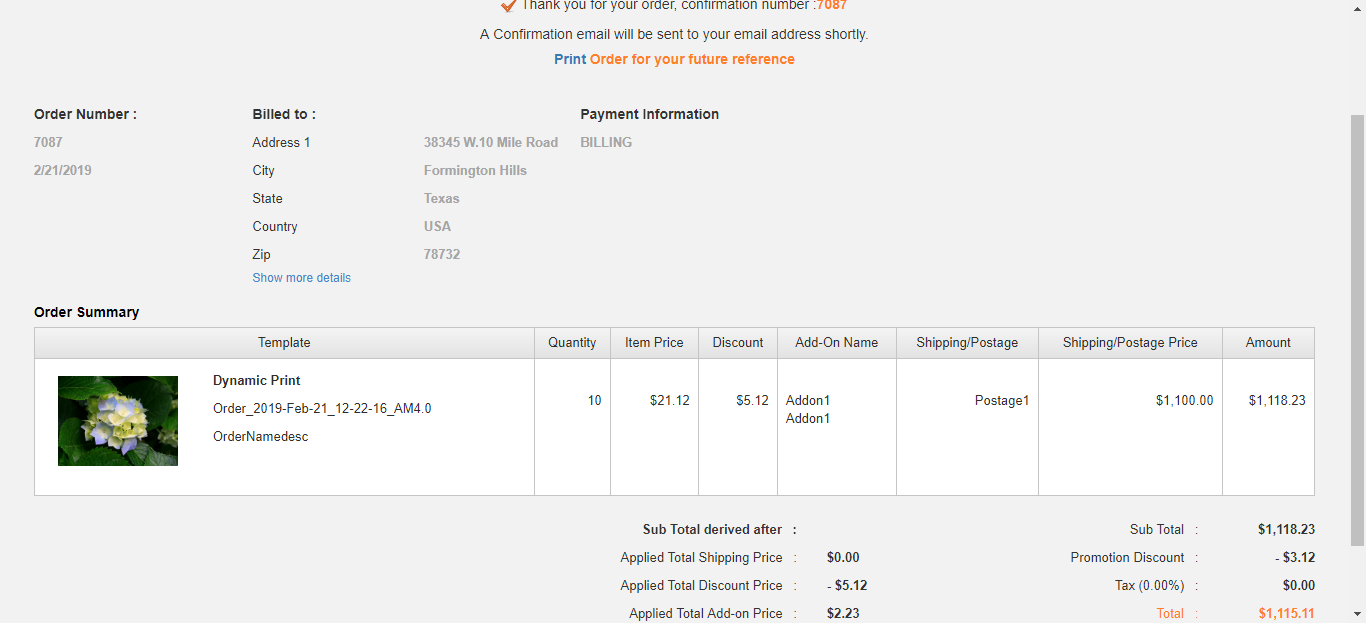 Thank you for your order, confirmation number :7087
A Confirmation email will be sent to your email address shortly.
Print Order for your future reference
Order Number :
7087
2/21/2019
Billed to :
Address 1 38345 W.10 Mile Road
City Formington Hills
State Texas
Country USA
Zip 78732
Show more details
Payment Information
BILLING
Order Summary
Template Quantity Item Price Discount Add-On Name Shipping/Postage Shipping/Postage Price Amount
Dynamic Print
Order_2019-Feb-21_12-22-16_AM4.0
OrderNamedesc
10 $21.12 $5.12 Addon1 Postage1 $1,100.00 $1,118.23
Addon1
Sub Total derived after :
Applied Total Shipping Price : $0.00
Applied Total Discount Price : - $5.12
Applied Total Add-on Price : $2.23
Sub Total : $1,118.23
Promotion Discount : - $3.12
Tax (0.00%) : $0.00
Total : $1,115.11